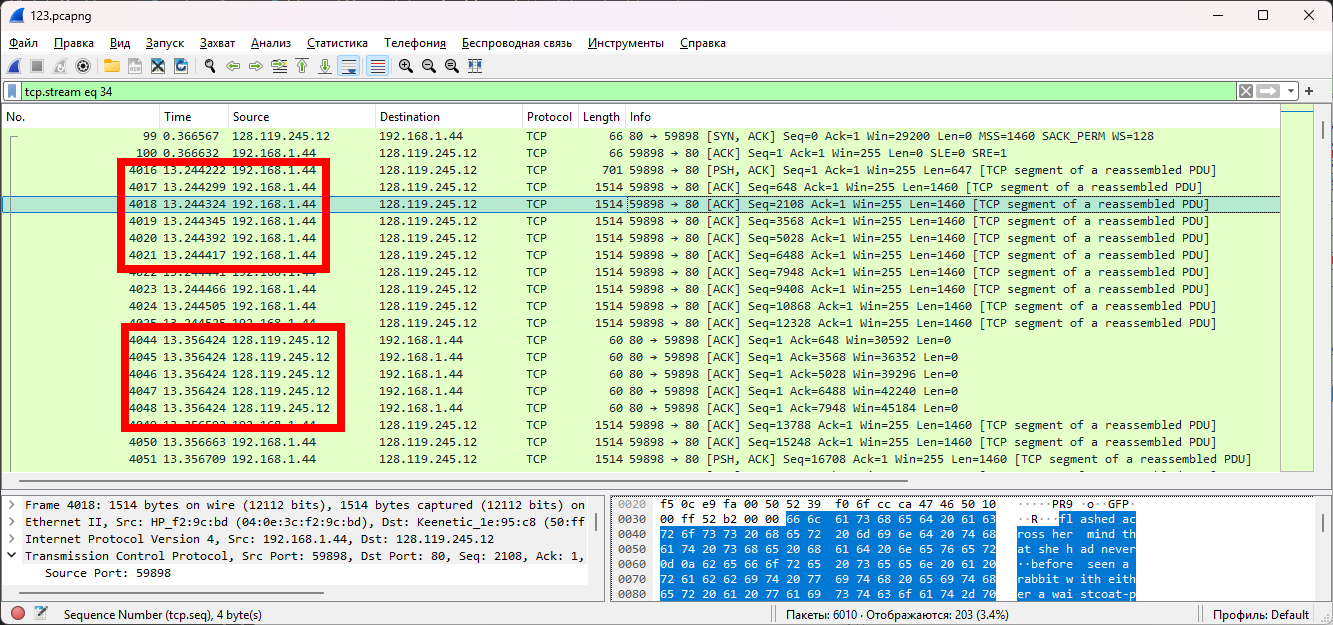 123.pcapng
Файл Правка Вид Запуск Захват Анализ Статистика Телефония Беспроводная связь Инструменты Справка
tcp.stream eq 34
No. Time Source Destination Protocol Length Info
99 0.366567 128.119.245.12 192.168.1.44 TCP 66 80 → 59898 [SYN, ACK] Seq=0 Ack=1 Win=29200 Len=0 MSS=1460 SACK_PERM WS=128
100 0.366632 192.168.1.44 128.119.245.12 TCP 66 59898 → 80 [ACK] Seq=1 Ack=1 Win=255 Len=0 SLE=0 SRE=1
4016 13.244222 192.168.1.44 128.119.245.12 TCP 701 59898 → 80 [PSH, ACK] Seq=1 Ack=1 Win=255 Len=647 [TCP segment of a reassembled PDU]
4017 13.244299 192.168.1.44 128.119.245.12 TCP 1514 59898 → 80 [ACK] Seq=648 Ack=1 Win=255 Len=1460 [TCP segment of a reassembled PDU]
4018 13.244324 192.168.1.44 128.119.245.12 TCP 1514 59898 → 80 [ACK] Seq=2108 Ack=1 Win=255 Len=1460 [TCP segment of a reassembled PDU]
4019 13.244345 192.168.1.44 128.119.245.12 TCP 1514 59898 → 80 [ACK] Seq=3568 Ack=1 Win=255 Len=1460 [TCP segment of a reassembled PDU]
4020 13.244392 192.168.1.44 128.119.245.12 TCP 1514 59898 → 80 [ACK] Seq=5028 Ack=1 Win=255 Len=1460 [TCP segment of a reassembled PDU]
4021 13.244417 192.168.1.44 128.119.245.12 TCP 1514 59898 → 80 [ACK] Seq=6488 Ack=1 Win=255 Len=1460 [TCP segment of a reassembled PDU]
4022 13.244441 192.168.1.44 128.119.245.12 TCP 1514 59898 → 80 [ACK] Seq=7948 Ack=1 Win=255 Len=1460 [TCP segment of a reassembled PDU]
4023 13.244466 192.168.1.44 128.119.245.12 TCP 1514 59898 → 80 [ACK] Seq=9408 Ack=1 Win=255 Len=1460 [TCP segment of a reassembled PDU]
4024 13.244505 192.168.1.44 128.119.245.12 TCP 1514 59898 → 80 [ACK] Seq=10868 Ack=1 Win=255 Len=1460 [TCP segment of a reassembled PDU]
4025 13.244525 192.168.1.44 128.119.245.12 TCP 1514 59898 → 80 [ACK] Seq=12328 Ack=1 Win=255 Len=1460 [TCP segment of a reassembled PDU]
4044 13.356424 128.119.245.12 192.168.1.44 TCP 60 80 → 59898 [ACK] Seq=1 Ack=648 Win=30592 Len=0
4045 13.356424 128.119.245.12 192.168.1.44 TCP 60 80 → 59898 [ACK] Seq=1 Ack=3568 Win=36352 Len=0
4046 13.356424 128.119.245.12 192.168.1.44 TCP 60 80 → 59898 [ACK] Seq=1 Ack=5028 Win=39296 Len=0
4047 13.356424 128.119.245.12 192.168.1.44 TCP 60 80 → 59898 [ACK] Seq=1 Ack=6488 Win=42240 Len=0
4048 13.356424 128.119.245.12 192.168.1.44 TCP 60 80 → 59898 [ACK] Seq=1 Ack=7948 Win=45184 Len=0
192.168.1.44 128.119.245.12 TCP 1514 59898 → 80 [ACK] Seq=13788 Ack=1 Win=255 Len=1460 [TCP segment of a reassembled PDU]
4050 13.356663 192.168.1.44 128.119.245.12 TCP 1514 59898 → 80 [ACK] Seq=15248 Ack=1 Win=255 Len=1460 [TCP segment of a reassembled PDU]
4051 13.356709 192.168.1.44 128.119.245.12 TCP 1514 59898 → 80 [PSH, ACK] Seq=16708 Ack=1 Win=255 Len=1460 [TCP segment of a reassembled PDU]
Frame 4018: 1514 bytes on wire (12112 bits), 1514 bytes captured (12112 bits) on
Ethernet II, Src: HP_f2:9c:bd (04:0e:3c:f2:9c:bd), Dst: Keenetic_1e:95:c8 (50:ff
Internet Protocol Version 4, Src: 192.168.1.44, Dst: 128.119.245.12
Transmission Control Protocol, Src Port: 59898, Dst Port: 80, Seq: 2108, Ack: 1,
Source Port: 59898
0020 f5 0c e9 fa 00 50 52 39 f0 6f cc ca 47 46 50 10 ·····PR9 ·o··GFP·
0030 00 ff 52 b2 00 00 66 6c 61 73 68 65 64 20 61 63 ··R···fl ashed ac
0040 72 6f 73 73 20 68 65 72 20 6d 69 6e 64 20 74 68 ross her mind th
0050 61 74 20 73 68 65 20 68 61 64 20 6e 65 76 65 72 at she h ad never
0060 0d 0a 62 65 66 6f 72 65 20 73 65 65 6e 20 61 20 ··before seen a
0070 72 61 62 62 69 74 20 77 69 74 68 20 65 69 74 68 rabbit w ith eith
0080 65 72 20 61 20 77 61 69 73 74 63 6f 61 74 2d 70 er a wai stcoat-p
Sequence Number (tcp.seq), 4 byte(s)
Пакеты: 6010 · Отображаются: 203 (3.4%)
Профиль: Default